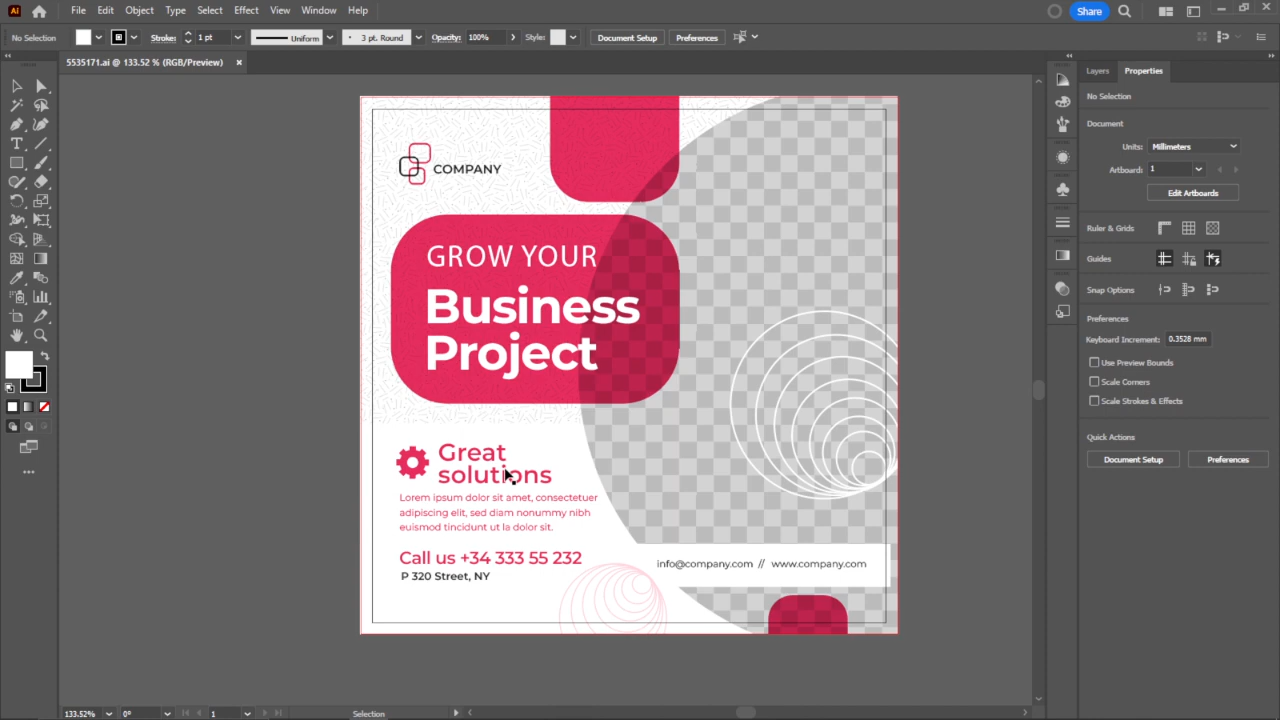 Ai
File Edit Object Type Select Effect View Window Help
Share
No Selection
Stroke:
1 pt
Uniform
3 pt. Round
Opacity:
100%
Style:
Document Setup
Preferences
5535171.ai @ 133.52 % (RGB/Preview)
COMPANY
GROW YOUR
Business
Project
Great
solutions
Lorem ipsum dolor sit amet, consectetuer
adipiscing elit, sed diam nonummy nibh
euismod tincidunt ut la dolor sit.
Call us +34 333 55 232
P 320 Street, NY
info@company.com // www.company.com
Layers
Properties
No Selection
Document
Units:
Millimeters
Artboard:
1
Edit Artboards
Ruler & Grids
Guides
Snap Options
Preferences
Keyboard Increment:
0.3528 mm
Use Preview Bounds
Scale Corners
Scale Strokes & Effects
Quick Actions
Document Setup
Preferences
133.52%
0°
1
Selection